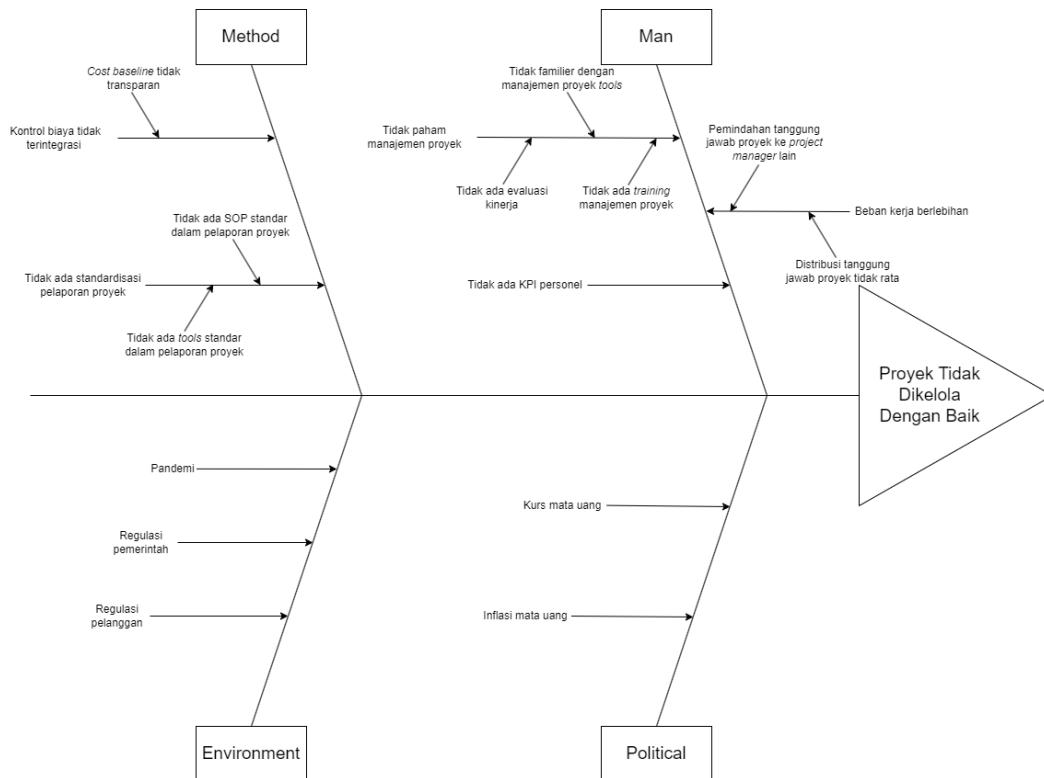 Method
Man
Cost baseline tidak
transparan
Tidak familier dengan
manajemen proyek tools
Kontrol biaya tidak
terintegrasi
Tidak paham
manajemen proyek
Pemindahan tanggung
jawab proyek ke project
manager lain
Tidak ada evaluasi
kinerja
Tidak ada training
manajemen proyek
Beban kerja berlebihan
Tidak ada SOP standar
dalam pelaporan proyek
Distribusi tanggung
jawab proyek tidak rata
Tidak ada standardisasi
pelaporan proyek
Tidak ada KPI personel
Tidak ada tools standar
dalam pelaporan proyek
Proyek Tidak
Dikelola
Dengan Baik
Pandemi
Kurs mata uang
Regulasi
pemerintah
Regulasi
pelanggan
Inflasi mata uang
Environment
Political